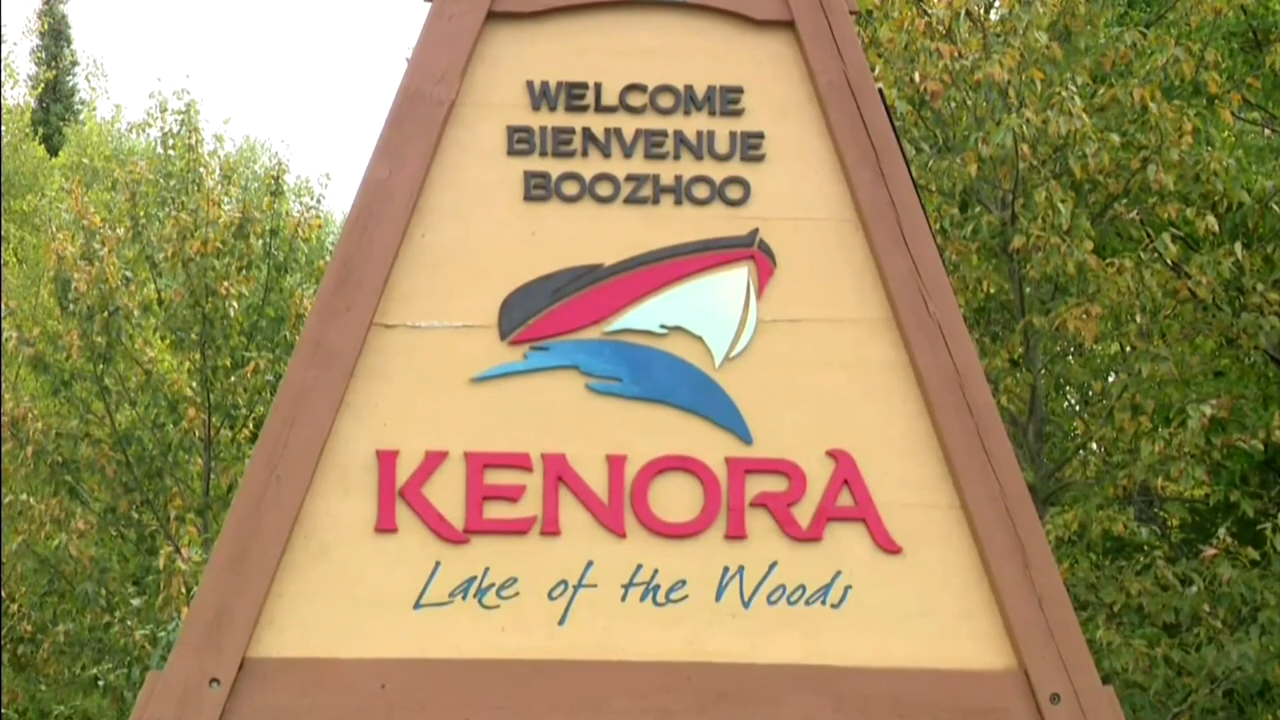 WELCOME
BIENVENUE
BOOZHOO
KENORA
Lake of the Woods